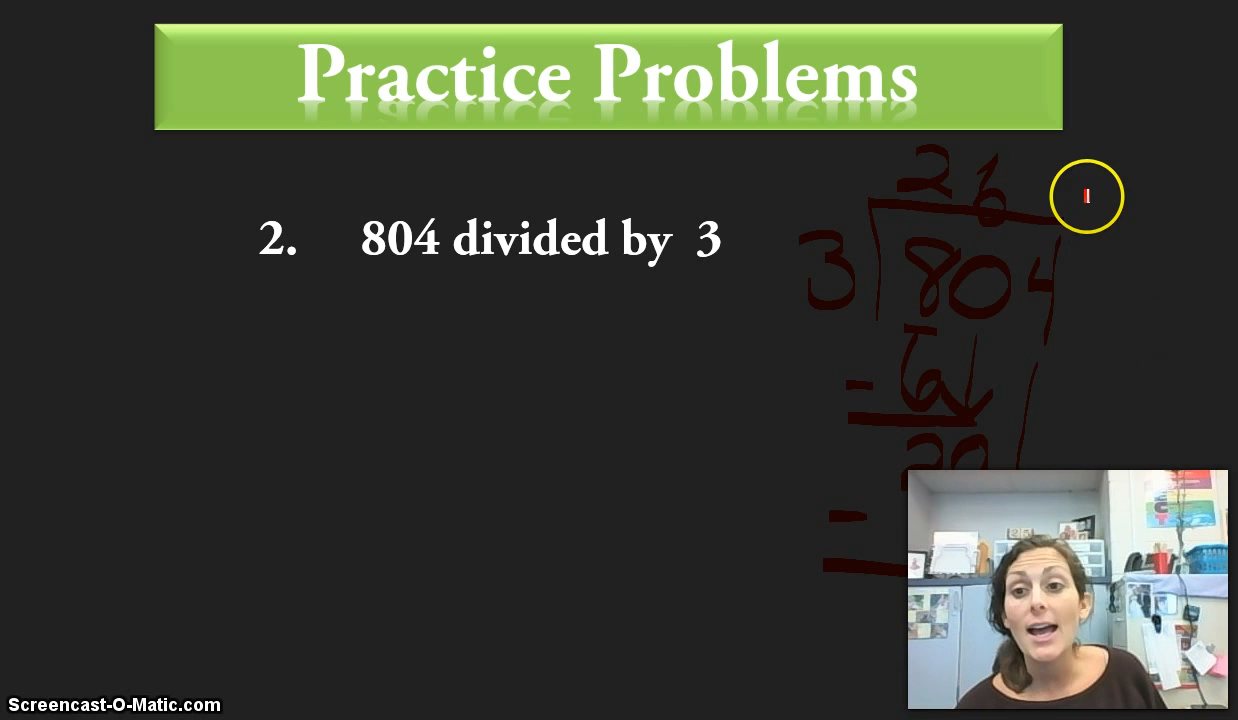 Practice Problems
2. 804 divided by 3
26
3 804
- 6
20
-
Screencast-O-Matic.com